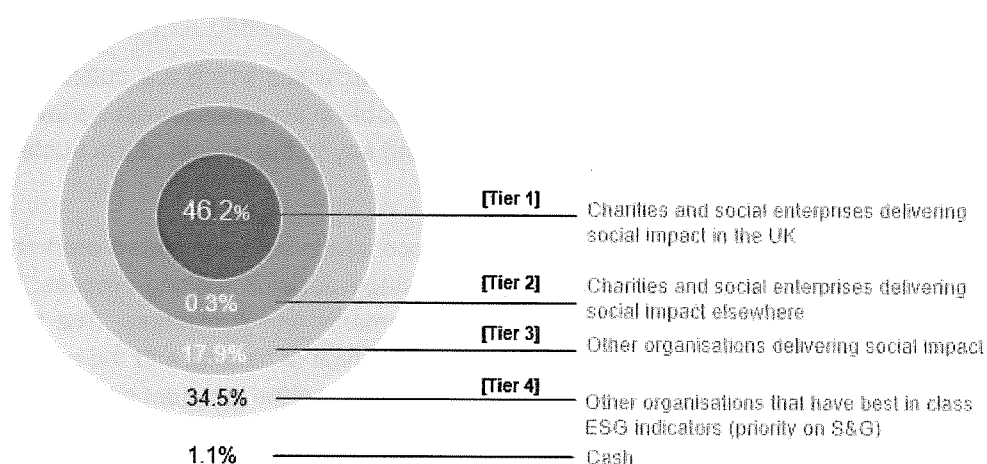 46.2%
[Tier 1]
Charities and social enterprises delivering
social impact in the UK
0.3%
[Tier 2]
Charities and social enterprises delivering
social impact elsewhere
17.9%
[Tier 3]
Other organisations delivering social impact
34.5%
[Tier 4]
Other organisations that have best in class
ESG indicators (priority on S&G)
1.1%
Cash